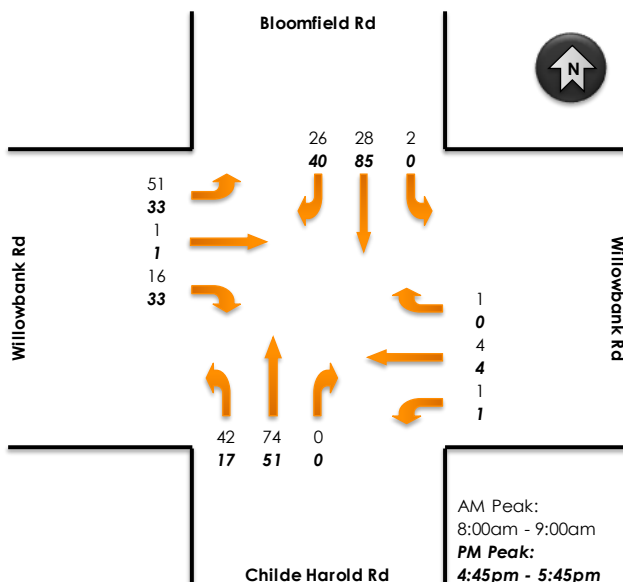 Bloomfield Rd
N
26 28 2
40 85 0
51
33
1
1
16
33
Willowbank Rd
Willowbank Rd
1
0
4
4
1
1
42 74 0
17 51 0
AM Peak:
8:00am - 9:00am
PM Peak:
4:45pm - 5:45pm
Childe Harold Rd